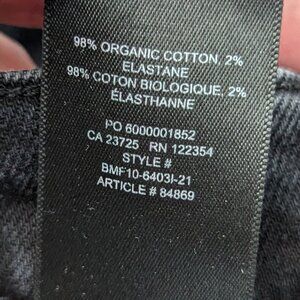 98% ORGANIC COTTON, 2%
ELASTANE
98% COTON BIOLOGIQUE, 2%
ÉLASTHANNE
PO 6000001852
CA 23725 RN 122354
STYLE #
BMF10-6403I-21
ARTICLE # 84869